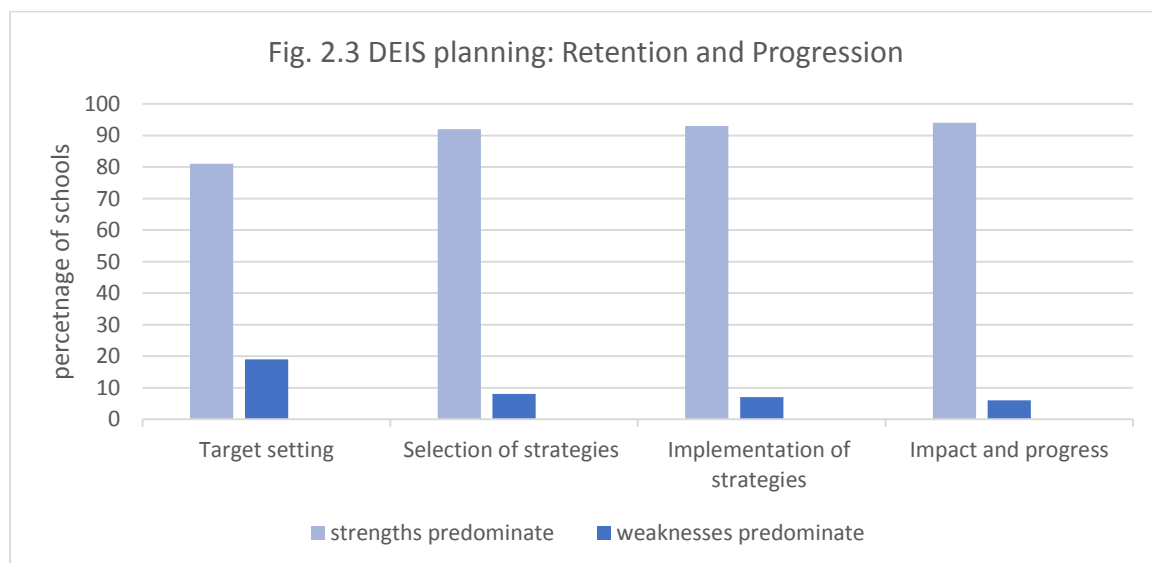 Fig. 2.3 DEIS planning: Retention and Progression
percetnage of schools
100
90
80
70
60
50
40
30
20
10
0
Target setting
Selection of strategies
Implementation of
strategies
Impact and progress
strengths predominate
weaknesses predominate